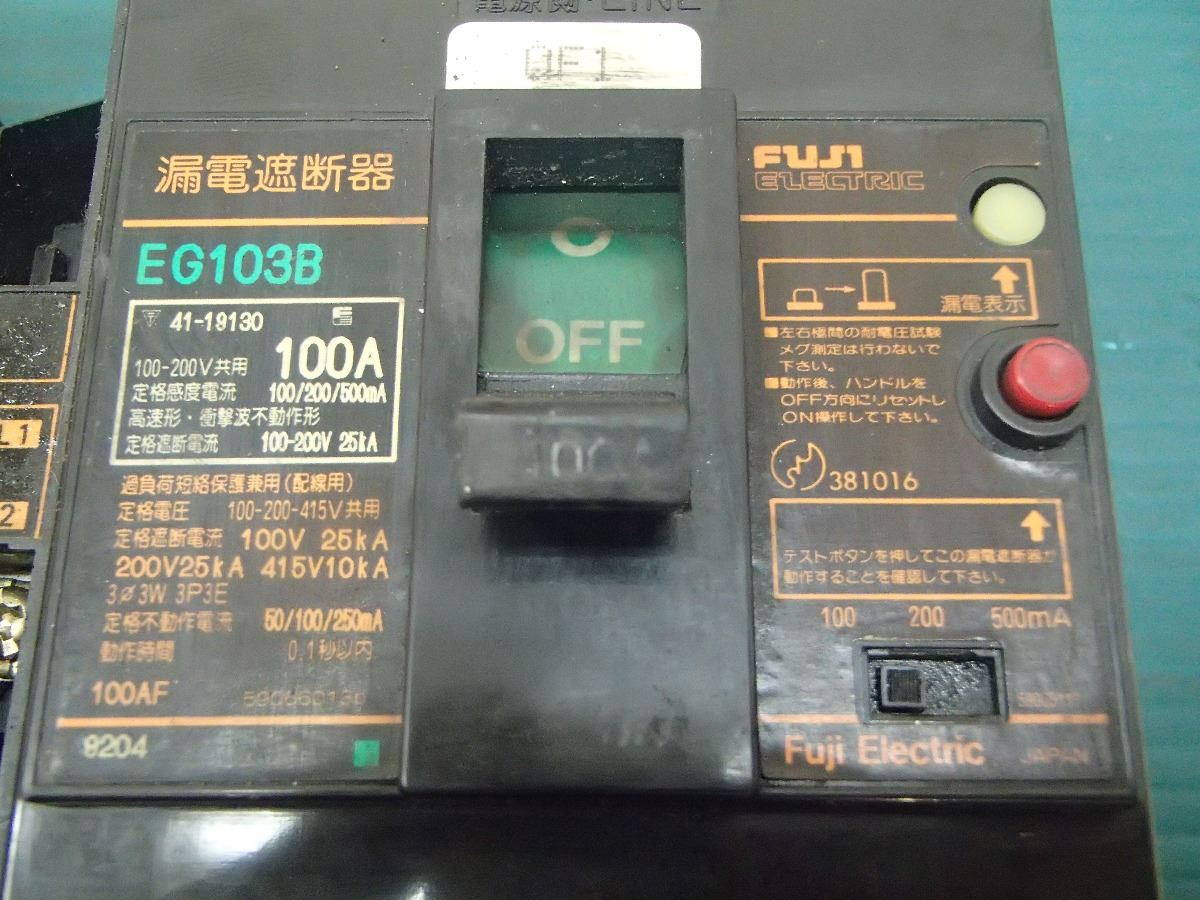 電源側・LINE
QF1
漏電遮断器
EG103B
41-19130
100-200V共用 100A
定格感度電流 100/200/500mA
高速形・衝撃波不動作形
定格遮断電流 100-200V 25kA
過負荷短絡保護兼用(配線用)
定格電圧 100-200-415V共用
定格遮断電流 100V 25kA
200V25kA 415V10kA
3ø3W 3P3E
定格不動作電流 50/100/250mA
動作時間 0.1秒以内
100AF
9204
L1
2
OFF
100A
FUJI
ELECTRIC
漏電表示
■左右極間の耐電圧試験
メグ測定は行わないで
下さい。
■動作後、ハンドルを
OFF方向にリセットし
ON操作して下さい。
381016
テストボタンを押してこの漏電遮断器が
動作することを確認して下さい。
100 200 500mA
Fuji Electric JAPAN